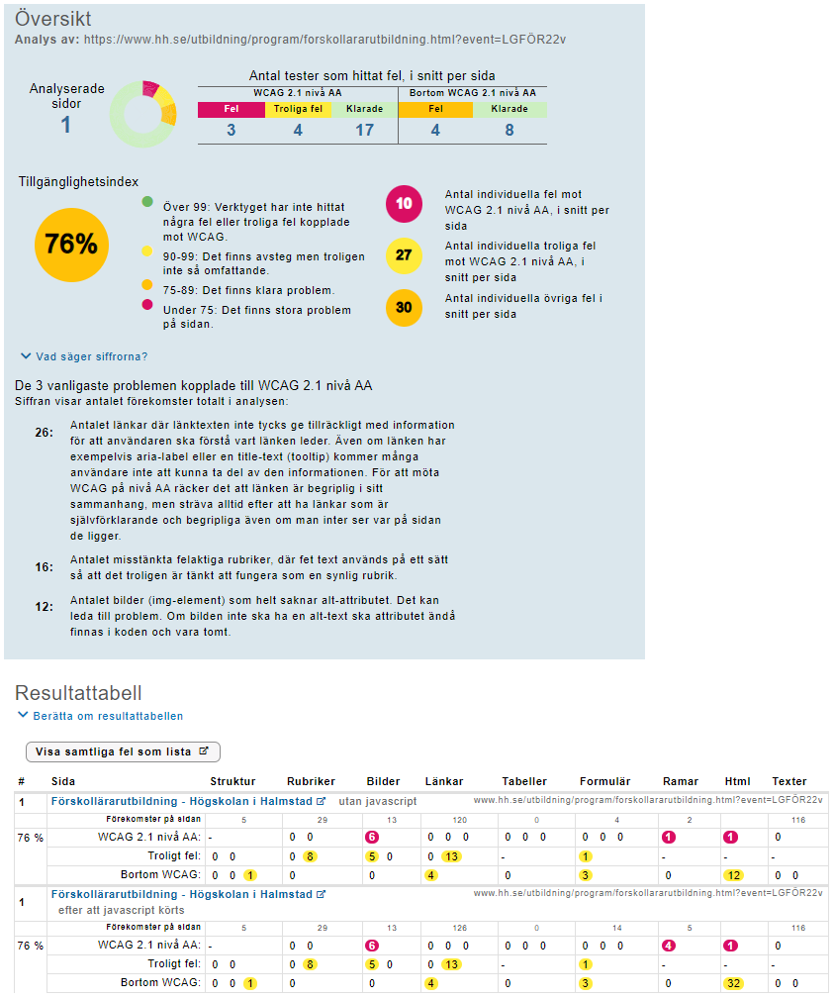 Översikt
Analys av: https://www.hh.se/utbildning/program/forskollararutbildning.html?event=LGFÖR22v
Analyserade sidor
1
Antal tester som hittat fel, i snitt per sida
WCAG 2.1 nivå AA Bortom WCAG 2.1 nivå AA
Fel Troliga fel Klarade Fel Klarade
3 4 17 4 8
Tillgänglighetsindex
76%
Över 99: Verktyget har inte hittat
några fel eller troliga fel kopplade
mot WCAG.
90-99: Det finns avsteg men troligen
inte så omfattande.
75-89: Det finns klara problem.
Under 75: Det finns stora problem
på sidan.
10 Antal individuella fel mot
WCAG 2.1 nivå AA, i snitt per
sida
27 Antal individuella troliga fel
mot WCAG 2.1 nivå AA, i
snitt per sida
30 Antal individuella övriga fel i
snitt per sida
Vad säger siffrorna?
De 3 vanligaste problemen kopplade till WCAG 2.1 nivå AA
Siffran visar antalet förekomster totalt i analysen:
26: Antalet länkar där länktexten inte tycks ge tillräckligt med information
för att användaren ska förstå vart länken leder. Även om länken har
exempelvis aria-label eller en title-text (tooltip) kommer många
användare inte att kunna ta del av den informationen. För att möta
WCAG på nivå AA räcker det att länken är begriplig i sitt
sammanhang, men sträva alltid efter att ha länkar som är
självförklarande och begripliga även om man inter ser var på sidan
de ligger.
16: Antalet misstänkta felaktiga rubriker, där fet text används på ett sätt
så att det troligen är tänkt att fungera som en synlig rubrik.
12: Antalet bilder (img-element) som helt saknar alt-attributet. Det kan
leda till problem. Om bilden inte ska ha en alt-text ska attributet ändå
finnas i koden och vara tomt.
Resultattabell
Berätta om resultattabellen
Visa samtliga fel som lista
# Sida Struktur Rubriker Bilder Länkar Tabeller Formulär Ramar Html Texter
1 Förskollärarutbildning - Högskolan i Halmstad utan javascript www.hh.se/utbildning/program/forskollararutbildning.html?event=LGFÖR22v
Förekomster på sidan 5 29 13 120 0 4 2 116
76 % WCAG 2.1 nivå AA: - 0 0 6 0 0 0 0 0 0 0 0 0 1 1 0
Troligt fel: 0 0 0 8 5 0 0 13 - 1 - - -
Bortom WCAG: 0 0 1 0 0 4 0 3 0 12 0 0
1 Förskollärarutbildning - Högskolan i Halmstad www.hh.se/utbildning/program/forskollararutbildning.html?event=LGFÖR22v
efter att javascript körts
Förekomster på sidan 5 29 13 126 0 14 5 116
76 % WCAG 2.1 nivå AA: - 0 0 6 0 0 0 0 0 0 0 0 0 4 1 0
Troligt fel: 0 0 0 8 5 0 0 13 - 1 - - -
Bortom WCAG: 0 0 1 0 0 4 0 3 0 32 0 0